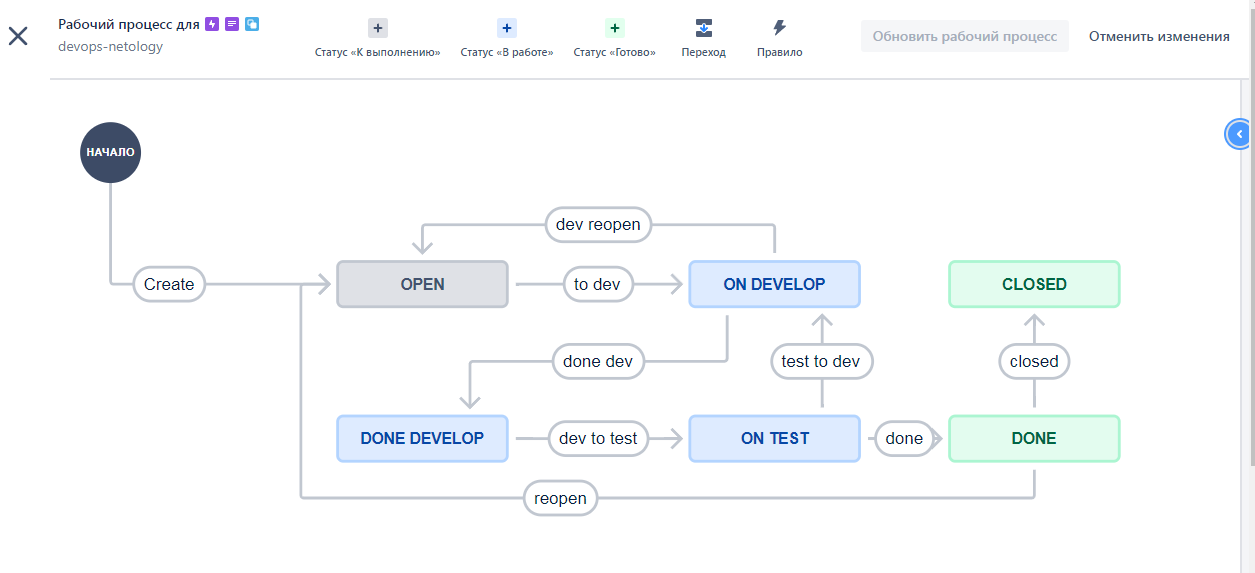 Рабочий процесс для
devops-netology
Статус «К выполнению»
Статус «В работе»
Статус «Готово»
Переход
Правило
Обновить рабочий процесс
Отменить изменения
НАЧАЛО
dev reopen
Create
OPEN
to dev
ON DEVELOP
CLOSED
done dev
test to dev
closed
DONE DEVELOP
dev to test
ON TEST
done
DONE
reopen